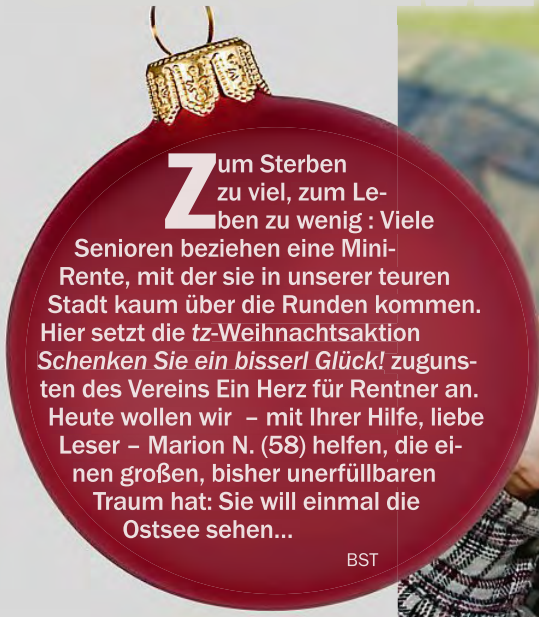 Zum Sterben
zu viel, zum Le-
ben zu wenig : Viele
Senioren beziehen eine Mini-
Rente, mit der sie in unserer teuren
Stadt kaum über die Runden kommen.
Hier setzt die tz-Weihnachtsaktion
Schenken Sie ein bisserl Glück! zuguns-
ten des Vereins Ein Herz für Rentner an.
Heute wollen wir – mit Ihrer Hilfe, liebe
Leser – Marion N. (58) helfen, die ei-
nen großen, bisher unerfüllbaren
Traum hat: Sie will einmal die
Ostsee sehen...
BST